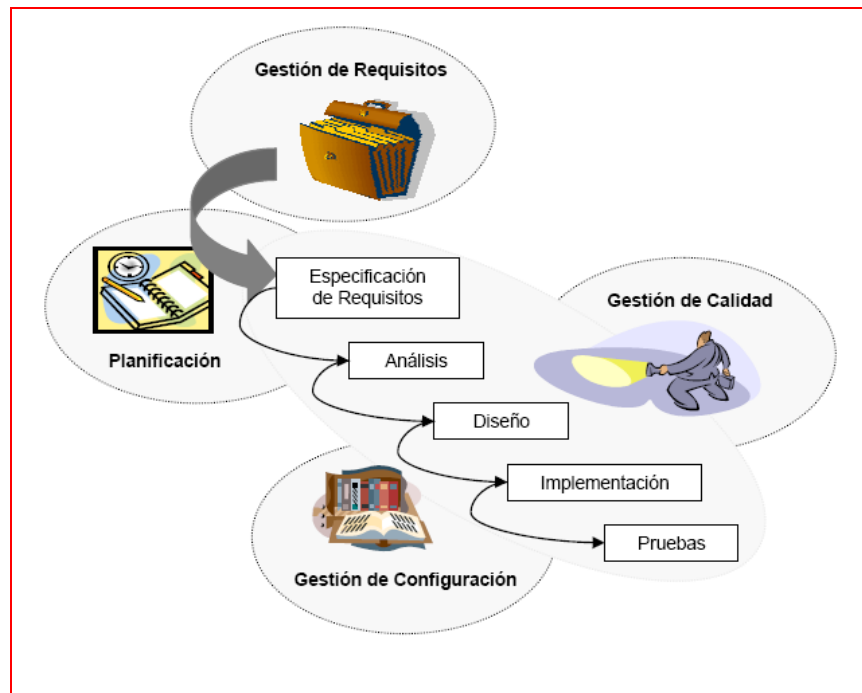 Gestión de Requisitos
Especificación
de Requisitos
Gestión de Calidad
Planificación
Análisis
Diseño
Implementación
Pruebas
Gestión de Configuración